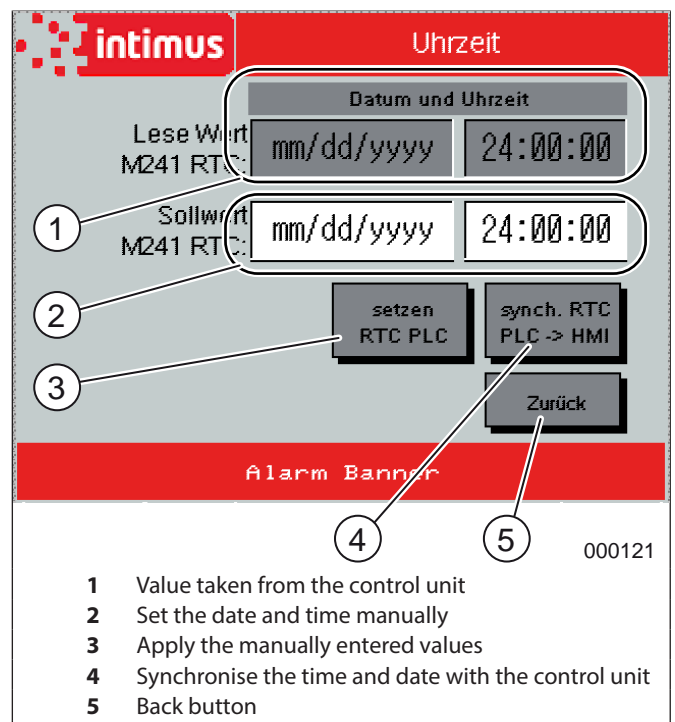 intimus
Uhrzeit
Datum und Uhrzeit
Lese Wert
M241 RTC:
mm/dd/yyyy
24:00:00
1
Sollwert
M241 RTC:
mm/dd/yyyy
24:00:00
2
setzen
RTC PLC
synch. RTC
PLC -> HMI
3
Zurück
Alarm Banner
4
5
000121
1 Value taken from the control unit
2 Set the date and time manually
3 Apply the manually entered values
4 Synchronise the time and date with the control unit
5 Back button